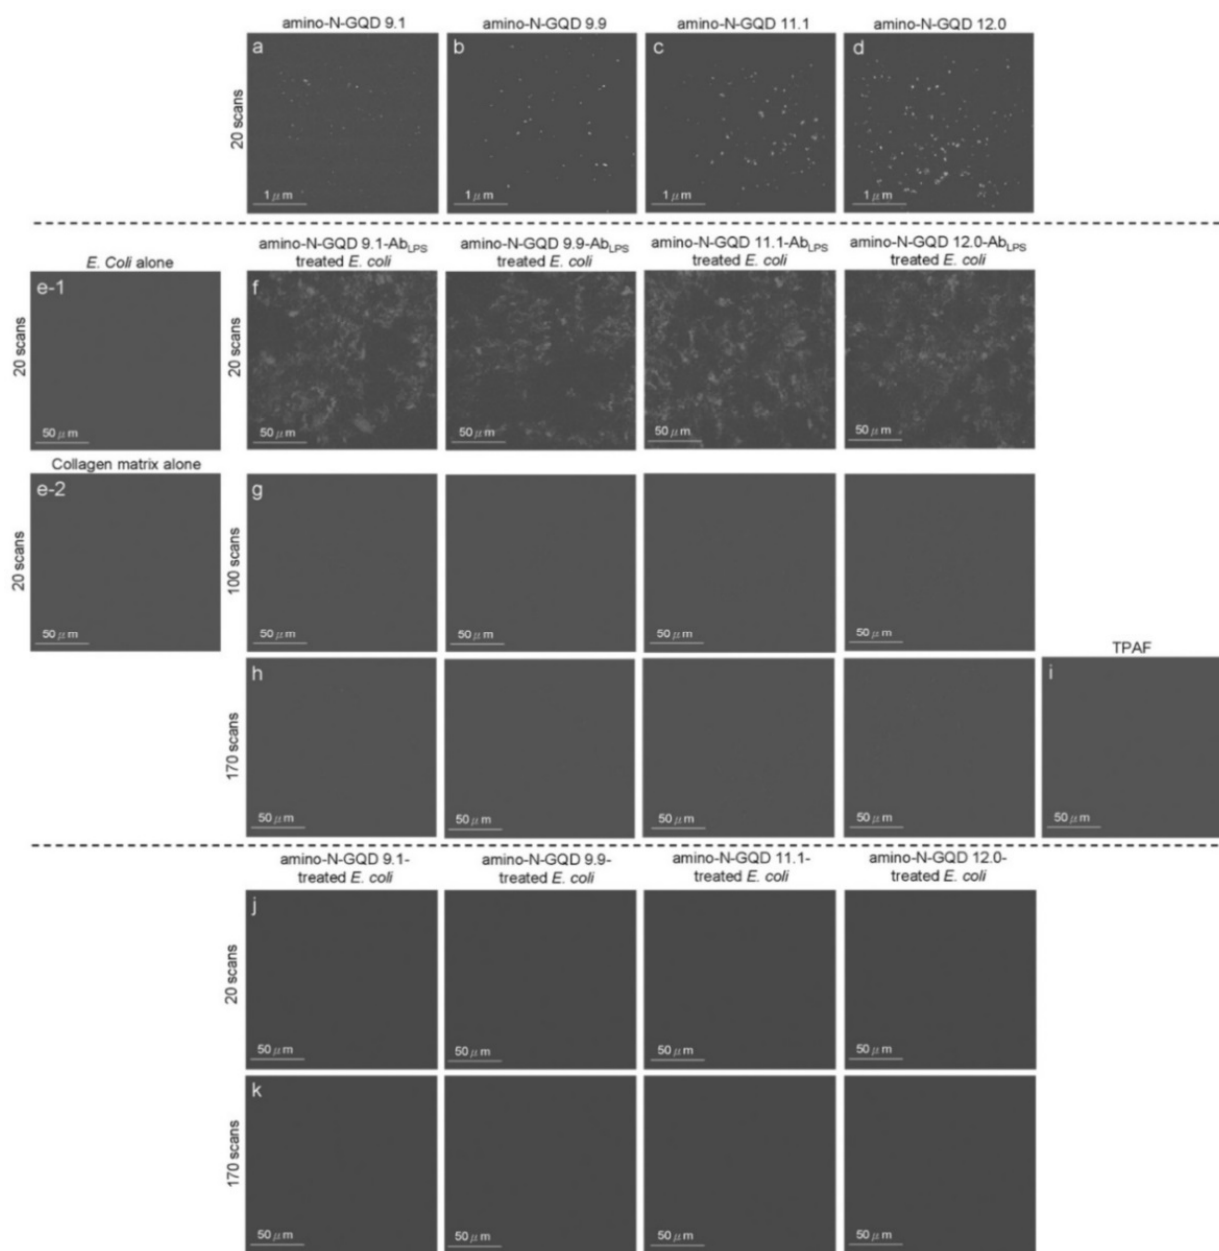 amino-N-GQD 9.1 amino-N-GQD 9.9 amino-N-GQD 11.1 amino-N-GQD 12.0
20 scans
a b c d
1 μm 1 μm 1 μm 1 μm
E. Coli alone
amino-N-GQD 9.1-AbLPS treated E. coli
amino-N-GQD 9.9-AbLPS treated E. coli
amino-N-GQD 11.1-AbLPS treated E. coli
amino-N-GQD 12.0-AbLPS treated E. coli
20 scans
e-1
20 scans
f
50 μm 50 μm 50 μm 50 μm 50 μm
Collagen matrix alone
20 scans
e-2
100 scans
g
50 μm 50 μm 50 μm 50 μm 50 μm
TPAF
170 scans
h i
50 μm 50 μm 50 μm 50 μm 50 μm
amino-N-GQD 9.1-treated E. coli
amino-N-GQD 9.9-treated E. coli
amino-N-GQD 11.1-treated E. coli
amino-N-GQD 12.0-treated E. coli
20 scans
j
50 μm 50 μm 50 μm 50 μm
170 scans
k
50 μm 50 μm 50 μm 50 μm